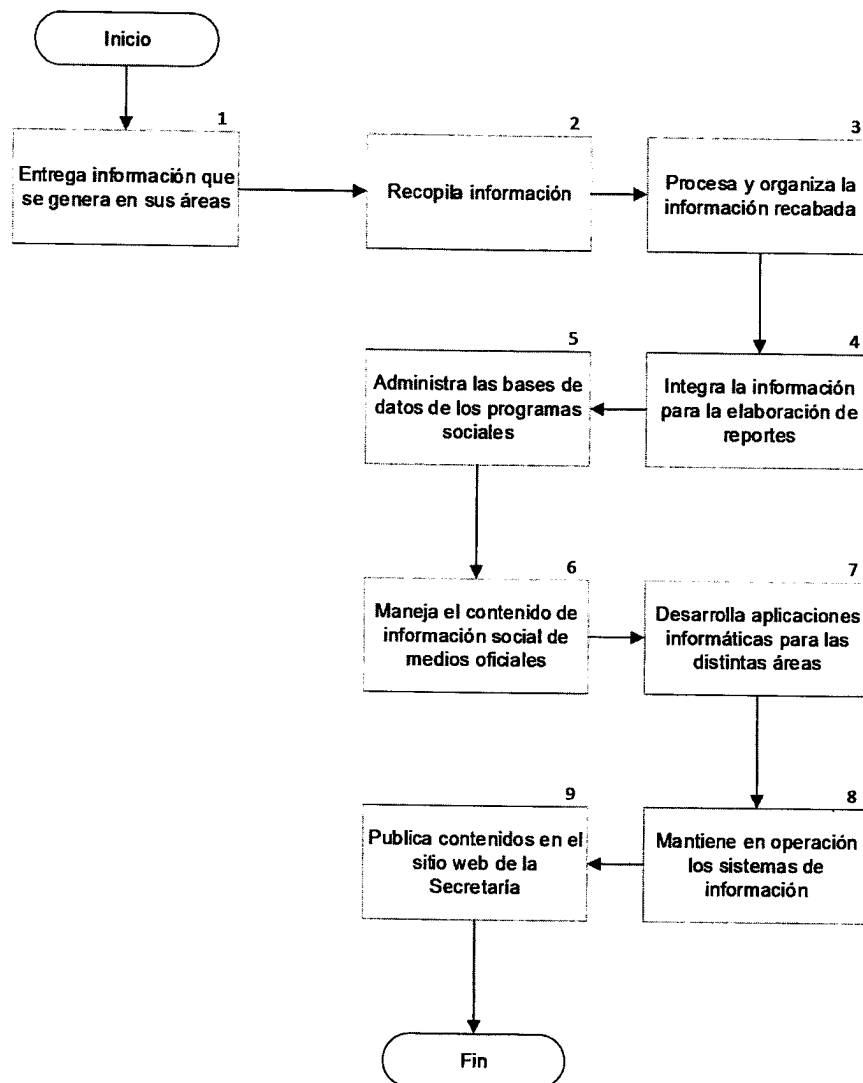 Inicio
1
Entrega información que
se genera en sus áreas
2
Recopila información
3
Procesa y organiza la
información recabada
4
Integra la información
para la elaboración de
reportes
5
Administra las bases de
datos de los programas
sociales
6
Maneja el contenido de
información social de
medios oficiales
7
Desarrolla aplicaciones
informáticas para las
distintas áreas
8
Mantiene en operación
los sistemas de
información
9
Publica contenidos en el
sitio web de la
Secretaría
Fin